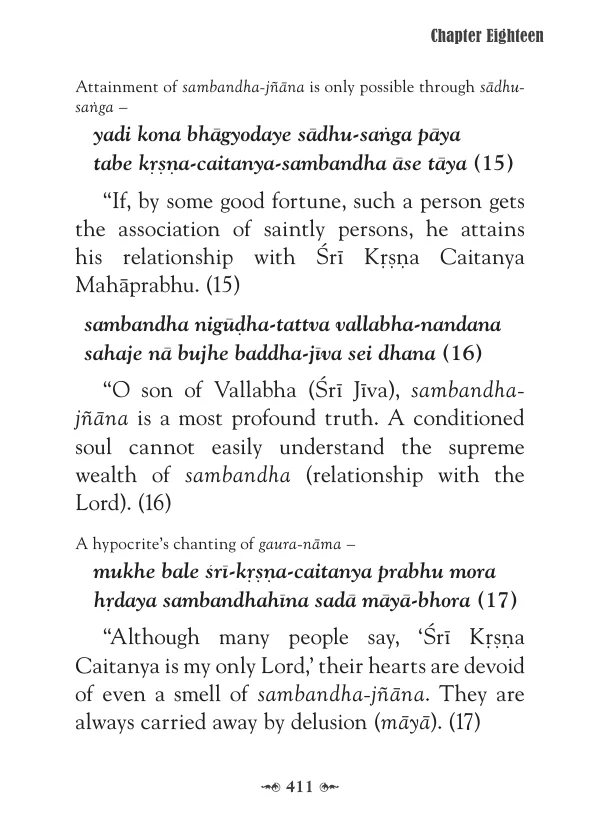 Chapter Eighteen
Attainment of sambandha-jñāna is only possible through sādhu-
saṅga –
yadi kona bhāgyodaye sādhu-saṅga pāya
tabe kṛṣṇa-caitanya-sambandha āse tāya (15)
“If, by some good fortune, such a person gets
the association of saintly persons, he attains
his relationship with Śrī Kṛṣṇa Caitanya
Mahāprabhu. (15)
sambandha nigūḍha-tattva vallabha-nandana
sahaje nā bujhe baddha-jīva sei dhana (16)
“O son of Vallabha (Śrī Jīva), sambandha-
jñāna is a most profound truth. A conditioned
soul cannot easily understand the supreme
wealth of sambandha (relationship with the
Lord). (16)
A hypocrite’s chanting of gaura-nāma –
mukhe bale śrī-kṛṣṇa-caitanya prabhu mora
hṛdaya sambandhahīna sadā māyā-bhora (17)
“Although many people say, ‘Śrī Kṛṣṇa
Caitanya is my only Lord,’ their hearts are devoid
of even a smell of sambandha-jñāna. They are
always carried away by delusion (māyā). (17)
411